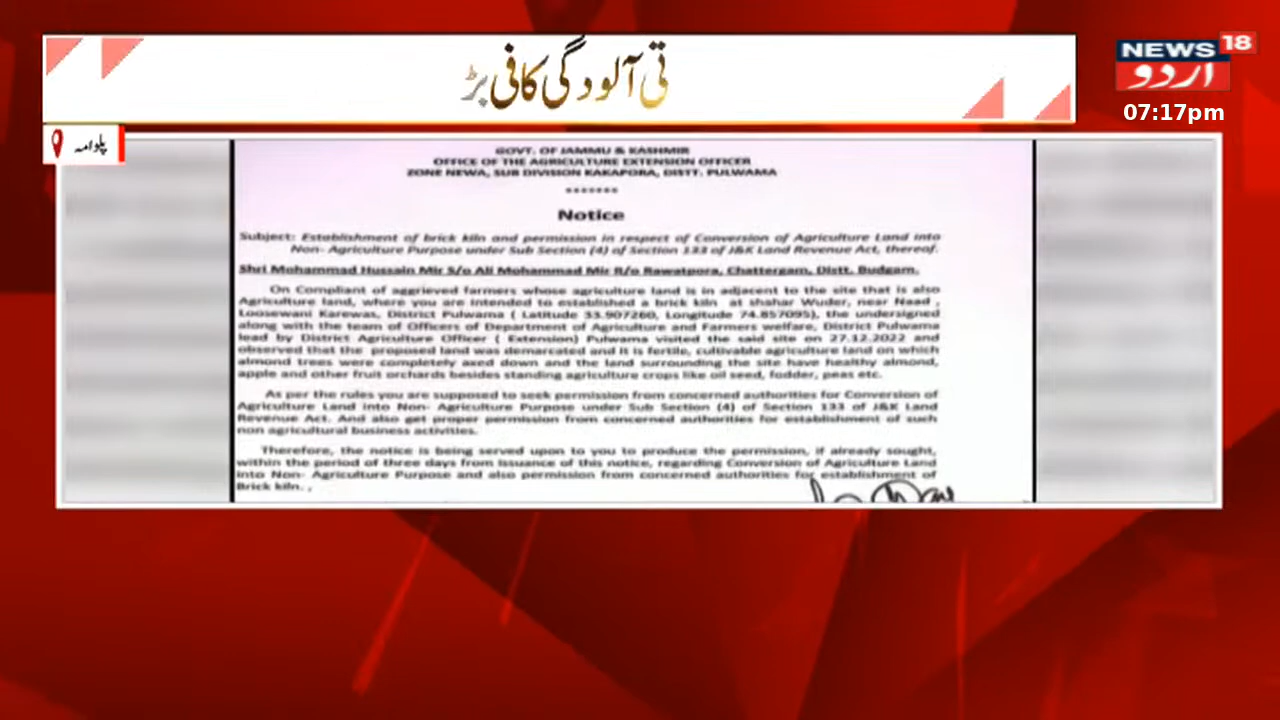 تی آلودگی کافی بڑ
NEWS 18
اردو
07:17pm
پلوامہ
GOVT. OF JAMMU & KASHMIR
OFFICE OF THE AGRICULTURE EXTENSION OFFICER
ZONE NEWA, SUB DIVISION KAKAPORA, DISTT. PULWAMA
*******
Notice
Subject: Establishment of brick kiln and permission in respect of Conversion of Agriculture Land into
Non- Agriculture Purpose under Sub Section (4) of Section 133 of J&K Land Revenue Act, thereof.
Shri Mohammad Hussain Mir S/o Ali Mohammad Mir R/o Rawatpora, Chattergam, Distt. Budgam.
On Compliant of aggrieved farmers whose agriculture land is in adjacent to the site that is also
Agriculture land, where you are intended to established a brick kiln at shahar Wuder, near Naad ,
Loosewani Karewas, District Pulwama ( Latitude 33.907260, Longitude 74.857095), the undersigned
along with the team of Officers of Department of Agriculture and Farmers welfare, District Pulwama
lead by District Agriculture Officer ( Extension) Pulwama visited the said site on 27.12.2022 and
observed that the proposed land was demarcated and it is fertile, cultivable agriculture land on which
almond trees were completely axed down and the land surrounding the site have healthy almond,
apple and other fruit orchards besides standing agriculture crops like oil seed, fodder, peas etc.
As per the rules you are supposed to seek permission from concerned authorities for Conversion of
Agriculture Land into Non- Agriculture Purpose under Sub Section (4) of Section 133 of J&K Land
Revenue Act. And also get proper permission from concerned authorities for establishment of such
non agricultural business activities.
Therefore, the notice is being served upon to you to produce the permission, if already sought,
within the period of three days from issuance of this notice, regarding Conversion of Agriculture Land
into Non- Agriculture Purpose and also permission from concerned authorities for establishment of
Brick kiln. ,